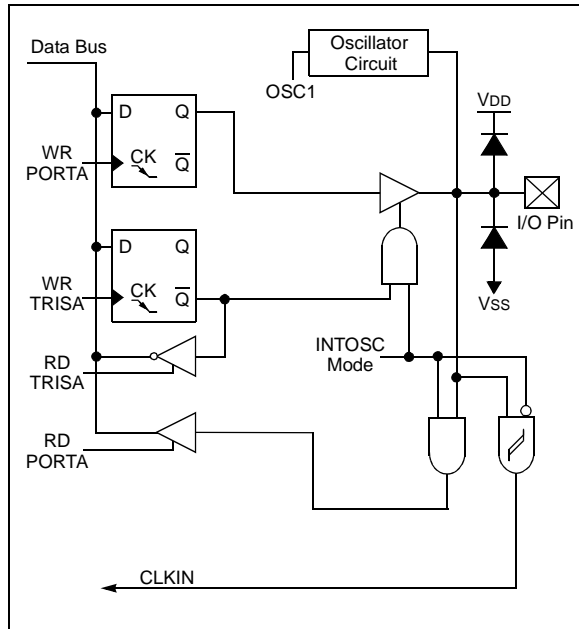 Data Bus
Oscillator
Circuit
OSC1
VDD
D Q
WR
PORTA
CK
Q
I/O Pin
D Q
WR
TRISA
CK
Q
VSS
RD
TRISA
INTOSC
Mode
RD
PORTA
CLKIN